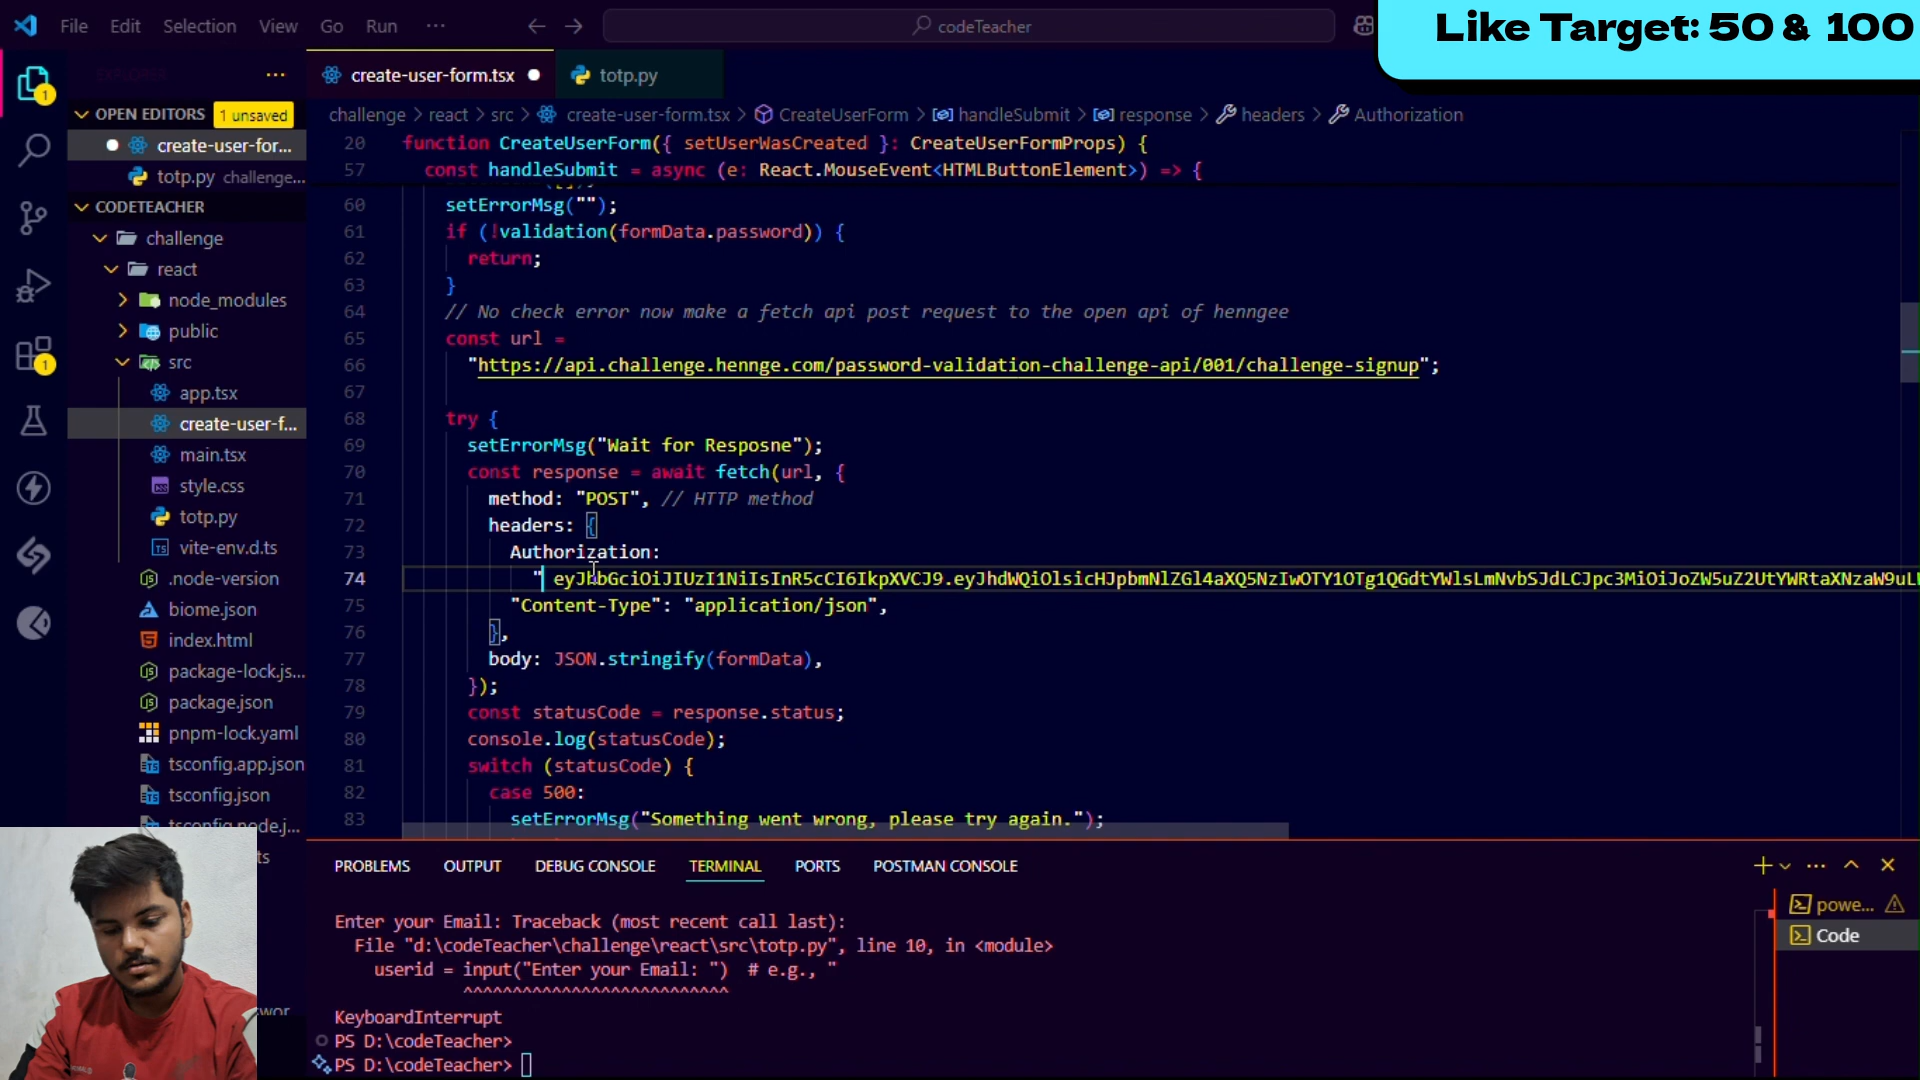 File Edit Selection View Go Run ··· codeTeacher
Like Target: 50 & 100
EXPLORER ···
create-user-form.tsx totp.py
OPEN EDITORS 1 unsaved
create-user-for...
totp.py challenge...
CODETEACHER
challenge
react
node_modules
public
src
app.tsx
create-user-f...
main.tsx
style.css
totp.py
vite-env.d.ts
.node-version
biome.json
index.html
package-lock.js...
package.json
pnpm-lock.yaml
tsconfig.app.json
tsconfig.json
tsconfig.node.j...
challenge > react > src > create-user-form.tsx > CreateUserForm > handleSubmit > response > headers > Authorization
20 function CreateUserForm({ setUserWasCreated }: CreateUserFormProps) {
57 const handleSubmit = async (e: React.MouseEvent<HTMLButtonElement>) => {
60 setErrorMsg("");
61 if (!validation(formData.password)) {
62 return;
63 }
64 // No check error now make a fetch api post request to the open api of henngee
65 const url =
66 "https://api.challenge.hennge.com/password-validation-challenge-api/001/challenge-signup";
67
68 try {
69 setErrorMsg("Wait for Resposne");
70 const response = await fetch(url, {
71 method: "POST", // HTTP method
72 headers: {
73 Authorization:
74 " eyJhbGciOiJIUzI1NiIsInR5cCI6IkpXVCJ9.eyJhdWQiOlsicHJpbmNlZGl4aXQ5NzIwOTY1OTg1QGdtYWlsLmNvbSJdLCJpc3MiOiJoZW5uZ2UtYWRtaXNzaW9uL
75 "Content-Type": "application/json",
76 },
77 body: JSON.stringify(formData),
78 });
79 const statusCode = response.status;
80 console.log(statusCode);
81 switch (statusCode) {
82 case 500:
83 setErrorMsg("Something went wrong, please try again.");
PROBLEMS OUTPUT DEBUG CONSOLE TERMINAL PORTS POSTMAN CONSOLE
Enter your Email: Traceback (most recent call last):
File "d:\codeTeacher\challenge\react\src\totp.py", line 10, in <module>
userid = input("Enter your Email: ") # e.g., "
^^^^^^^^^^^^^^^^^^^^^^^^^^^
KeyboardInterrupt
PS D:\codeTeacher>
PS D:\codeTeacher>
powe...
Code